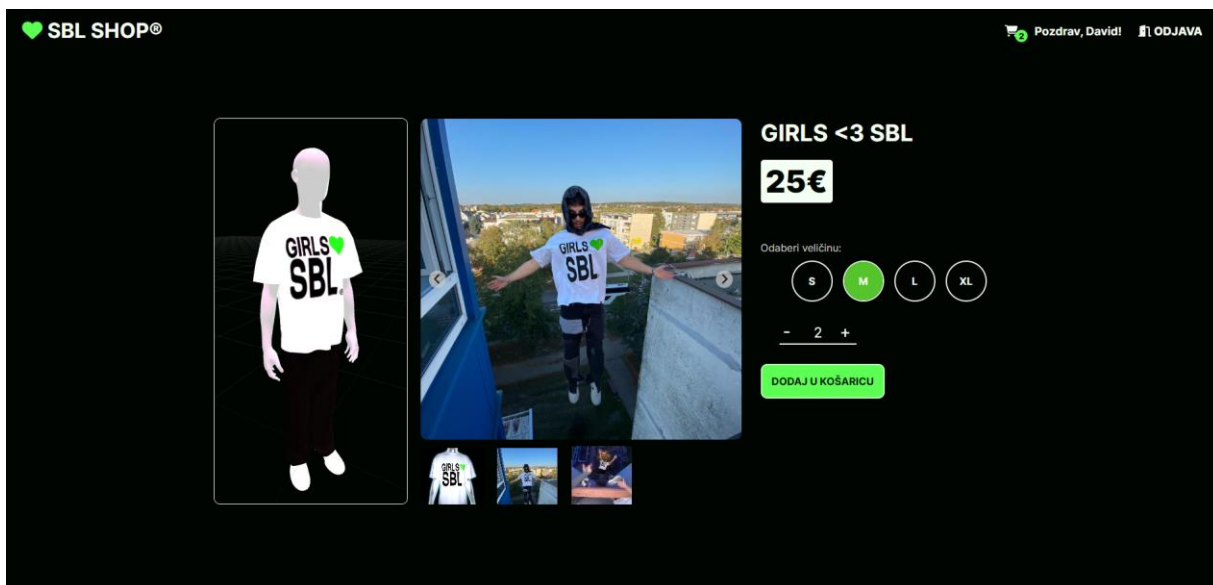 SBL SHOP®
2
Pozdrav, David!
ODJAVA
GIRLS
SBL®
GIRLS
SBL
GIRLS
SBL
GIRLS <3 SBL
25€
Odaberi veličinu:
S
M
L
XL
- 2 +
DODAJ U KOŠARICU